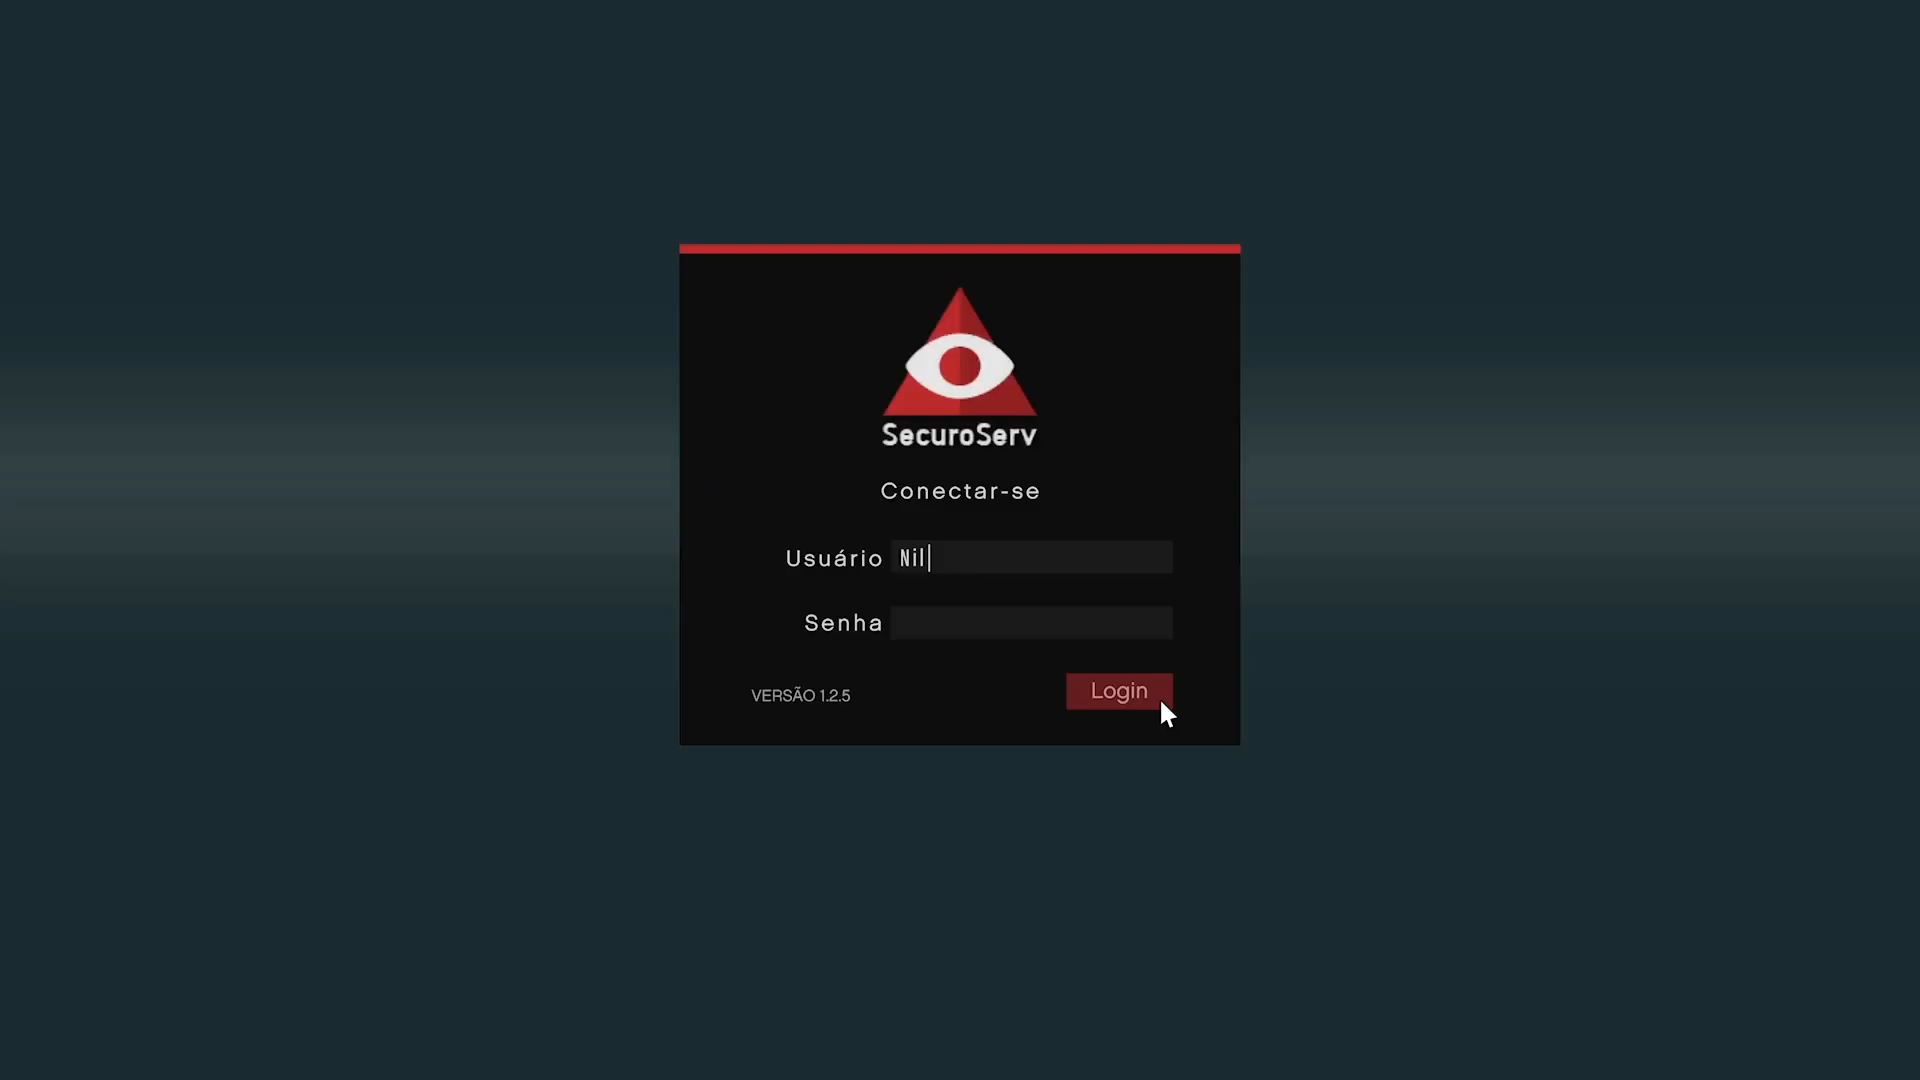 SecuroServ
Conectar-se
Usuário Nil
Senha
VERSÃO 1.2.5 Login